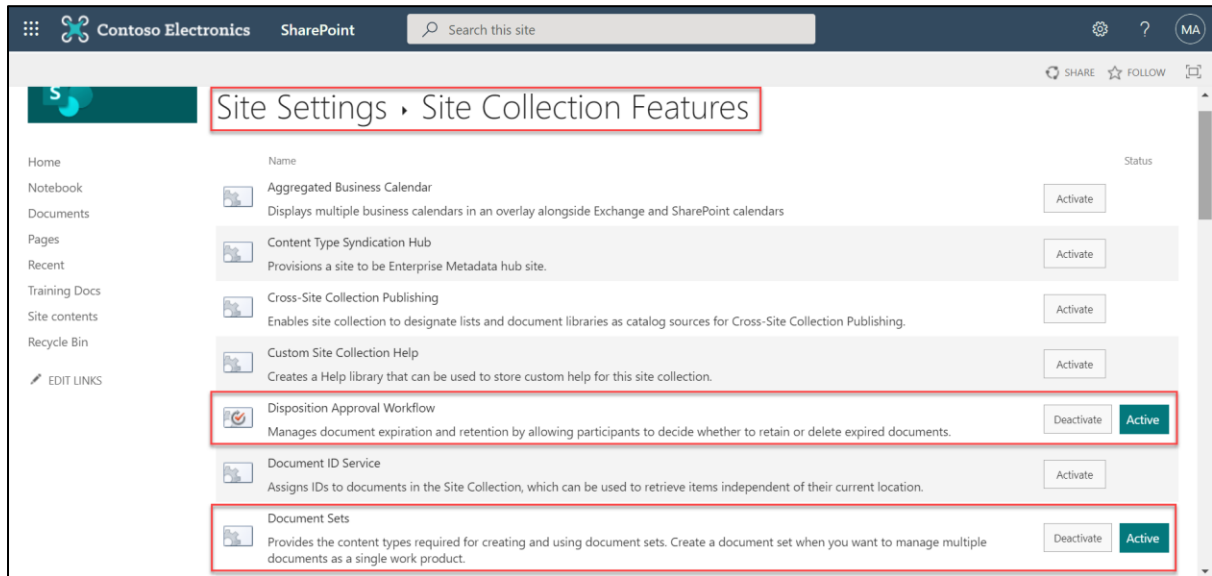 Contoso Electronics SharePoint Search this site ? MA
SHARE FOLLOW
S
Site Settings › Site Collection Features
Home
Notebook
Documents
Pages
Recent
Training Docs
Site contents
Recycle Bin
EDIT LINKS
Name Status
Aggregated Business Calendar
Displays multiple business calendars in an overlay alongside Exchange and SharePoint calendars
Activate
Content Type Syndication Hub
Provisions a site to be Enterprise Metadata hub site.
Activate
Cross-Site Collection Publishing
Enables site collection to designate lists and document libraries as catalog sources for Cross-Site Collection Publishing.
Activate
Custom Site Collection Help
Creates a Help library that can be used to store custom help for this site collection.
Activate
Disposition Approval Workflow
Manages document expiration and retention by allowing participants to decide whether to retain or delete expired documents.
Deactivate Active
Document ID Service
Assigns IDs to documents in the Site Collection, which can be used to retrieve items independent of their current location.
Activate
Document Sets
Provides the content types required for creating and using document sets. Create a document set when you want to manage multiple
documents as a single work product.
Deactivate Active